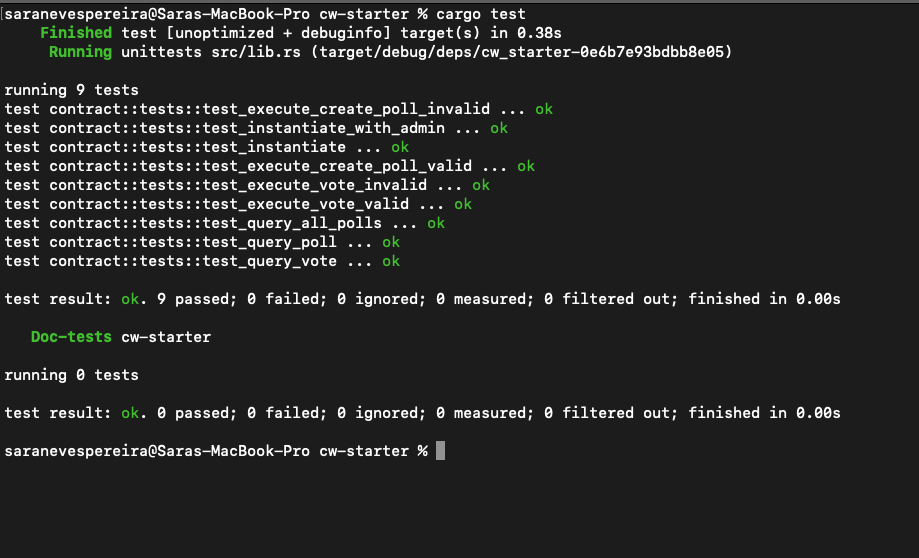 [saranevespereira@Saras-MacBook-Pro cw-starter % cargo test
Finished test [unoptimized + debuginfo] target(s) in 0.38s
Running unittests src/lib.rs (target/debug/deps/cw_starter-0e6b7e93bdbb8e05)
running 9 tests
test contract::tests::test_execute_create_poll_invalid ... ok
test contract::tests::test_instantiate_with_admin ... ok
test contract::tests::test_instantiate ... ok
test contract::tests::test_execute_create_poll_valid ... ok
test contract::tests::test_execute_vote_invalid ... ok
test contract::tests::test_execute_vote_valid ... ok
test contract::tests::test_query_all_polls ... ok
test contract::tests::test_query_poll ... ok
test contract::tests::test_query_vote ... ok
test result: ok. 9 passed; 0 failed; 0 ignored; 0 measured; 0 filtered out; finished in 0.00s
Doc-tests cw-starter
running 0 tests
test result: ok. 0 passed; 0 failed; 0 ignored; 0 measured; 0 filtered out; finished in 0.00s
saranevespereira@Saras-MacBook-Pro cw-starter %